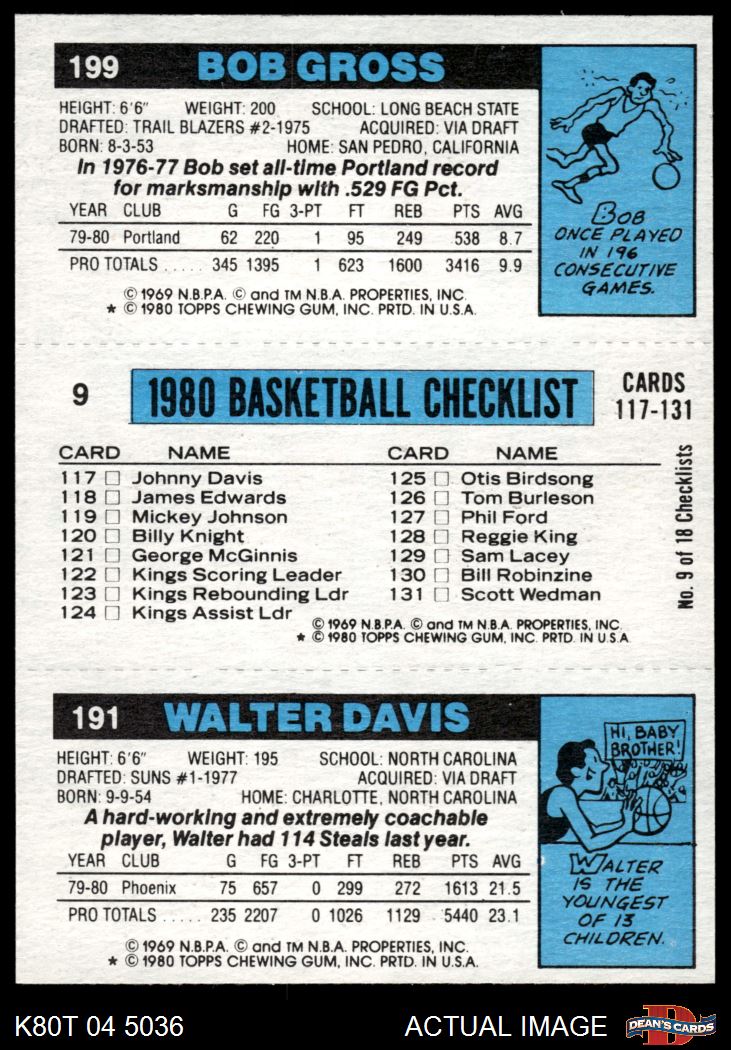 199 BOB GROSS
HEIGHT: 6'6" WEIGHT: 200 SCHOOL: LONG BEACH STATE
DRAFTED: TRAIL BLAZERS #2-1975 ACQUIRED: VIA DRAFT
BORN: 8-3-53 HOME: SAN PEDRO, CALIFORNIA
In 1976-77 Bob set all-time Portland record
for marksmanship with .529 FG Pct.
YEAR CLUB G FG 3-PT FT REB PTS AVG
79-80 Portland 62 220 1 95 249 538 8.7
PRO TOTALS ..... 345 1395 1 623 1600 3416 9.9
© 1969 N.B.P.A. © and TM N.B.A. PROPERTIES, INC.
* © 1980 TOPPS CHEWING GUM, INC. PRTD. IN U.S.A.
BOB
ONCE PLAYED
IN 196
CONSECUTIVE
GAMES.
9 1980 BASKETBALL CHECKLIST CARDS
117-131
CARD NAME
117 Johnny Davis
118 James Edwards
119 Mickey Johnson
120 Billy Knight
121 George McGinnis
122 Kings Scoring Leader
123 Kings Rebounding Ldr
124 Kings Assist Ldr
CARD NAME
125 Otis Birdsong
126 Tom Burleson
127 Phil Ford
128 Reggie King
129 Sam Lacey
130 Bill Robinzine
131 Scott Wedman
© 1969 N.B.P.A. © and TM N.B.A. PROPERTIES, INC.
* © 1980 TOPPS CHEWING GUM, INC. PRTD. IN U.S.A.
No. 9 of 18 Checklists
191 WALTER DAVIS
HEIGHT: 6'6" WEIGHT: 195 SCHOOL: NORTH CAROLINA
DRAFTED: SUNS #1-1977 ACQUIRED: VIA DRAFT
BORN: 9-9-54 HOME: CHARLOTTE, NORTH CAROLINA
A hard-working and extremely coachable
player, Walter had 114 Steals last year.
YEAR CLUB G FG 3-PT FT REB PTS AVG
79-80 Phoenix 75 657 0 299 272 1613 21.5
PRO TOTALS ..... 235 2207 0 1026 1129 5440 23.1
© 1969 N.B.P.A. © and TM N.B.A. PROPERTIES, INC.
* © 1980 TOPPS CHEWING GUM, INC. PRTD. IN U.S.A.
HI, BABY
BROTHER!
WALTER
IS THE
YOUNGEST
OF 13
CHILDREN.
K80T 04 5036 ACTUAL IMAGE DEAN'S CARDS